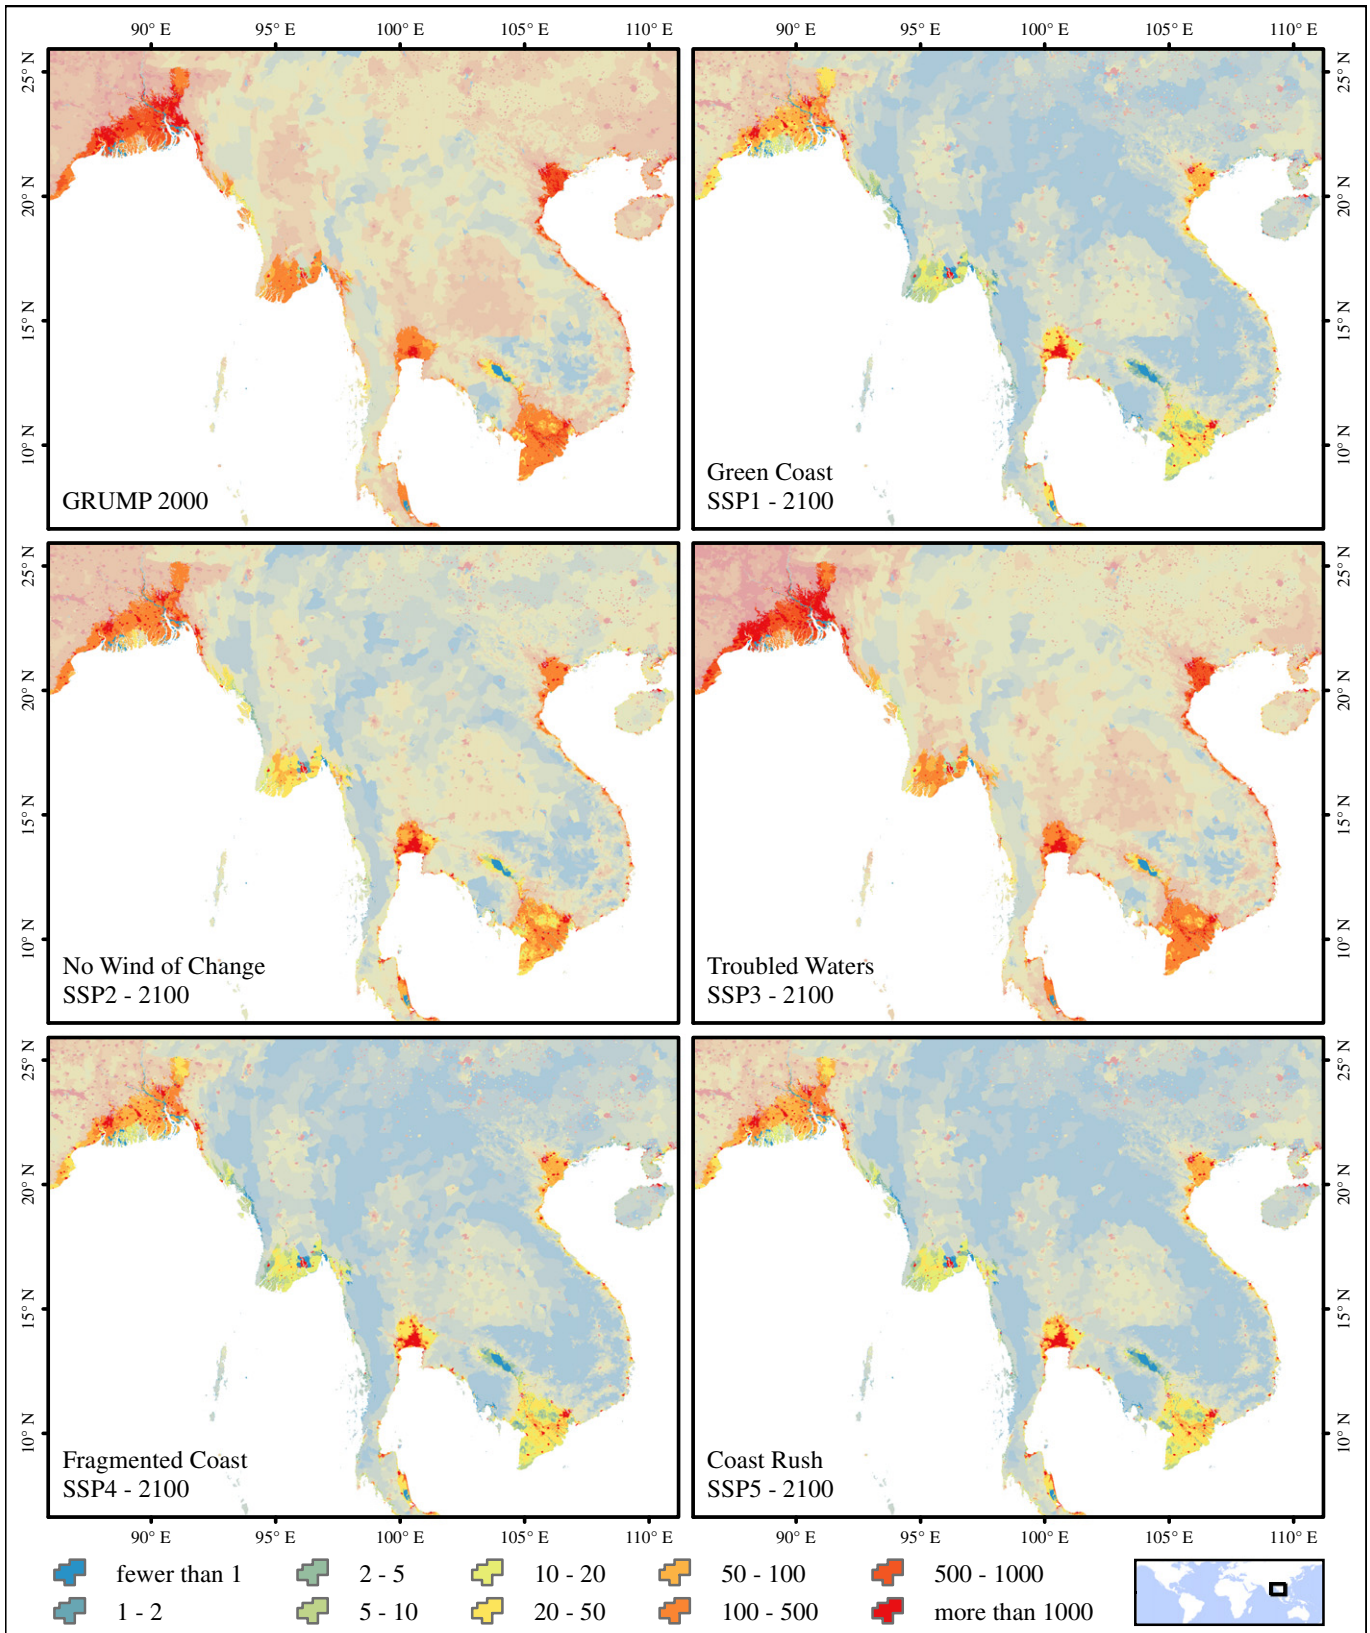 90° E 95° E 100° E 105° E 110° E 90° E 95° E 100° E 105° E 110° E
25° N
20° N
15° N
10° N
GRUMP 2000
25° N
20° N
15° N
10° N
Green Coast
SSP1 - 2100
25° N
20° N
15° N
10° N
No Wind of Change
SSP2 - 2100
25° N
20° N
15° N
10° N
Troubled Waters
SSP3 - 2100
25° N
20° N
15° N
10° N
Fragmented Coast
SSP4 - 2100
25° N
20° N
15° N
10° N
Coast Rush
SSP5 - 2100
90° E 95° E 100° E 105° E 110° E 90° E 95° E 100° E 105° E 110° E
fewer than 1 2 - 5 10 - 20 50 - 100 500 - 1000
1 - 2 5 - 10 20 - 50 100 - 500 more than 1000